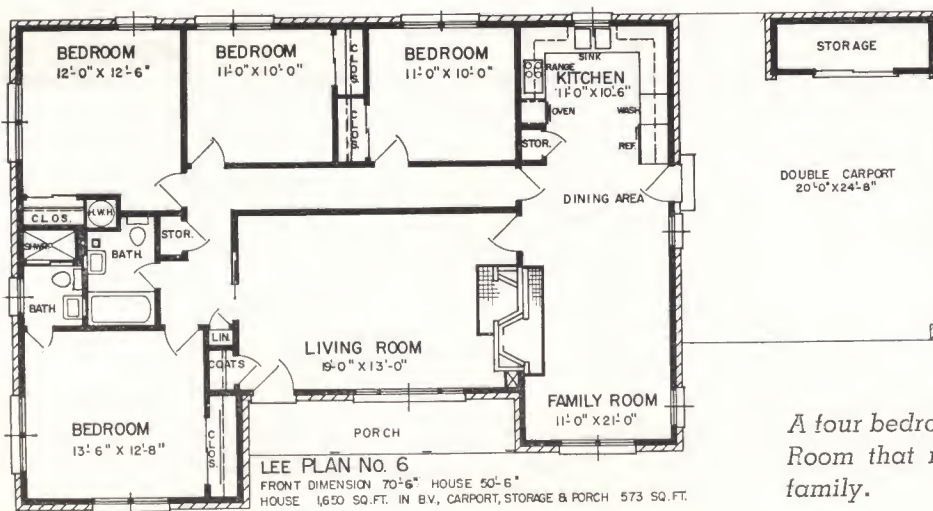 BEDROOM
12'-0" X 12'-6"
BEDROOM
11'-0" X 10'-0"
CLOS.
CLOS.
BEDROOM
11'-0" X 10'-0"
SINK
RANGE
KITCHEN
11'-0" X 10'-6"
OVEN
WASH
STOR.
REF.
STORAGE
DOUBLE CARPORT
20'-0" X 24'-8"
DINING AREA
CLOS.
H.W.H.
SHWR.
BATH
STOR.
BATH
LIN.
COATS
LIVING ROOM
19'-0" X 13'-0"
FAMILY ROOM
11'-0" X 21'-0"
BEDROOM
13'-6" X 12'-8"
CLOS.
PORCH
LEE PLAN No. 6
FRONT DIMENSION 70'-6" HOUSE 50'-6"
HOUSE 1,650 SQ.FT. IN B.V., CARPORT, STORAGE & PORCH 573 SQ. FT.
A four bedro
Room that
family.